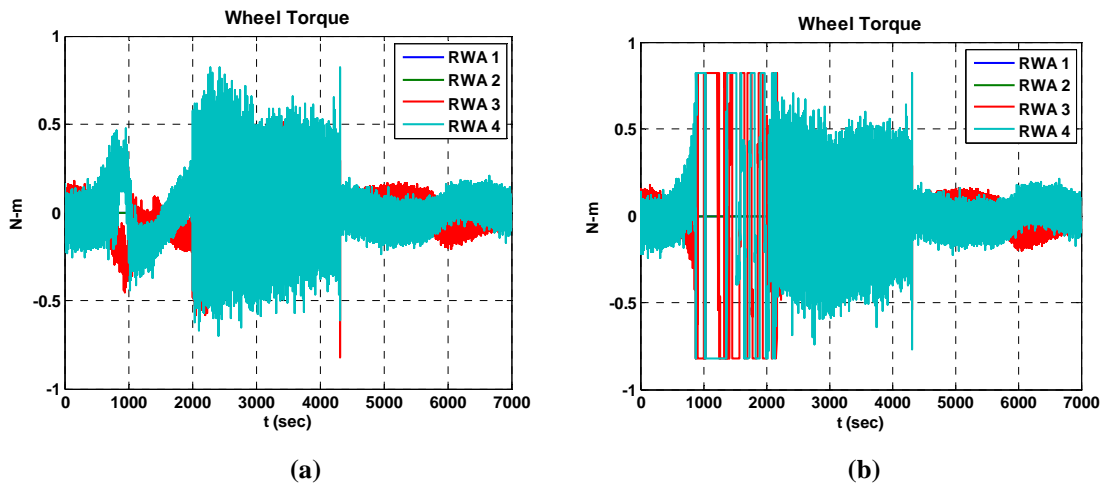 Wheel Torque
1
0.5
0
-0.5
-1
N-m
RWA 1
RWA 2
RWA 3
RWA 4
0 1000 2000 3000 4000 5000 6000 7000
t (sec)
(a)
Wheel Torque
1
0.5
0
-0.5
-1
N-m
RWA 1
RWA 2
RWA 3
RWA 4
0 1000 2000 3000 4000 5000 6000 7000
t (sec)
(b)